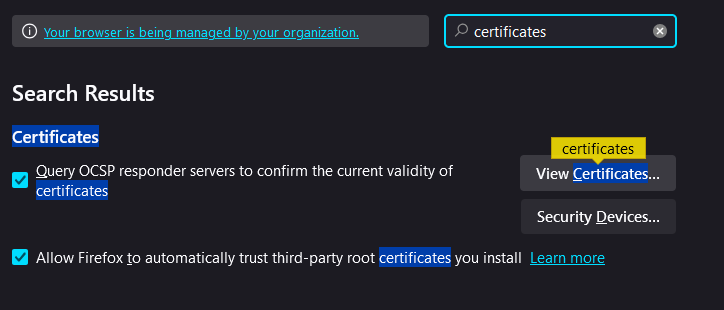 Your browser is being managed by your organization.
certificates
Search Results
Certificates
certificates
Query OCSP responder servers to confirm the current validity of
certificates
View Certificates...
Security Devices...
Allow Firefox to automatically trust third-party root certificates you install Learn more